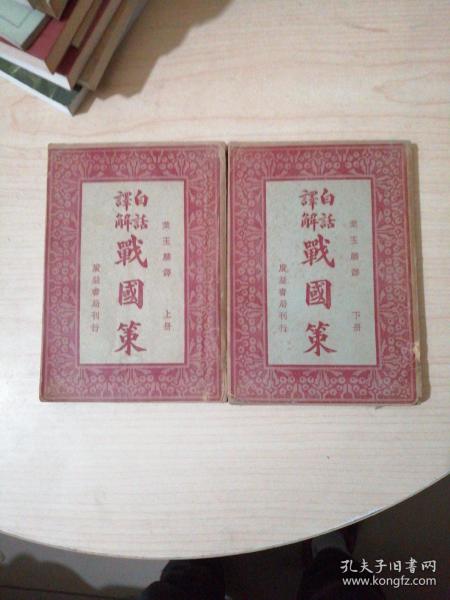 白話
譯解
戰國策
葉玉麟譯
上册
廣益書局刊行
白話
譯解
戰國策
葉玉麟譯
下册
廣益書局刊行
孔夫子旧书网
www.kongfz.com